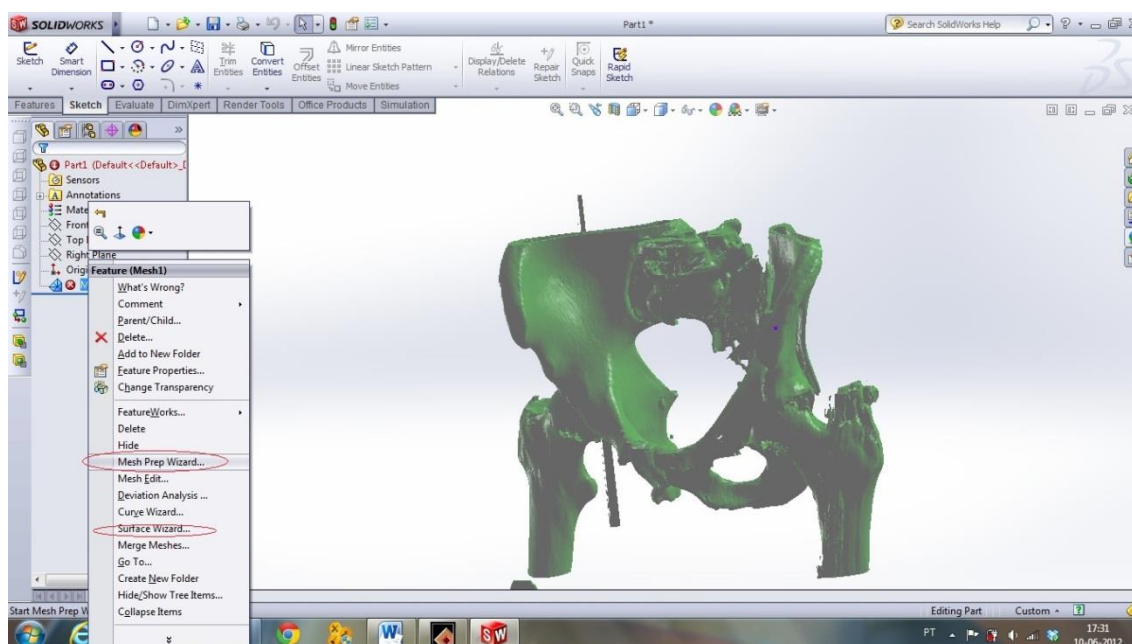 SOLIDWORKS
Part1 *
Search SolidWorks Help
Sketch
Smart Dimension
Trim Entities
Convert Entities
Offset Entities
Mirror Entities
Linear Sketch Pattern
Move Entities
Display/Delete Relations
Repair Sketch
Quick Snaps
Rapid Sketch
Features Sketch Evaluate DimXpert Render Tools Office Products Simulation
Part1 (Default<<Default>_D
Sensors
Annotations
Mate
Front
Top
Right Plane
Origi
Feature (Mesh1)
What's Wrong?
Comment
Parent/Child...
Delete...
Add to New Folder
Feature Properties...
Change Transparency
FeatureWorks...
Delete
Hide
Mesh Prep Wizard...
Mesh Edit...
Deviation Analysis ...
Curve Wizard...
Surface Wizard...
Merge Meshes...
Go To...
Create New Folder
Hide/Show Tree Items...
Collapse Items
Start Mesh Prep W
Editing Part Custom
PT 17:31
10-06-2012